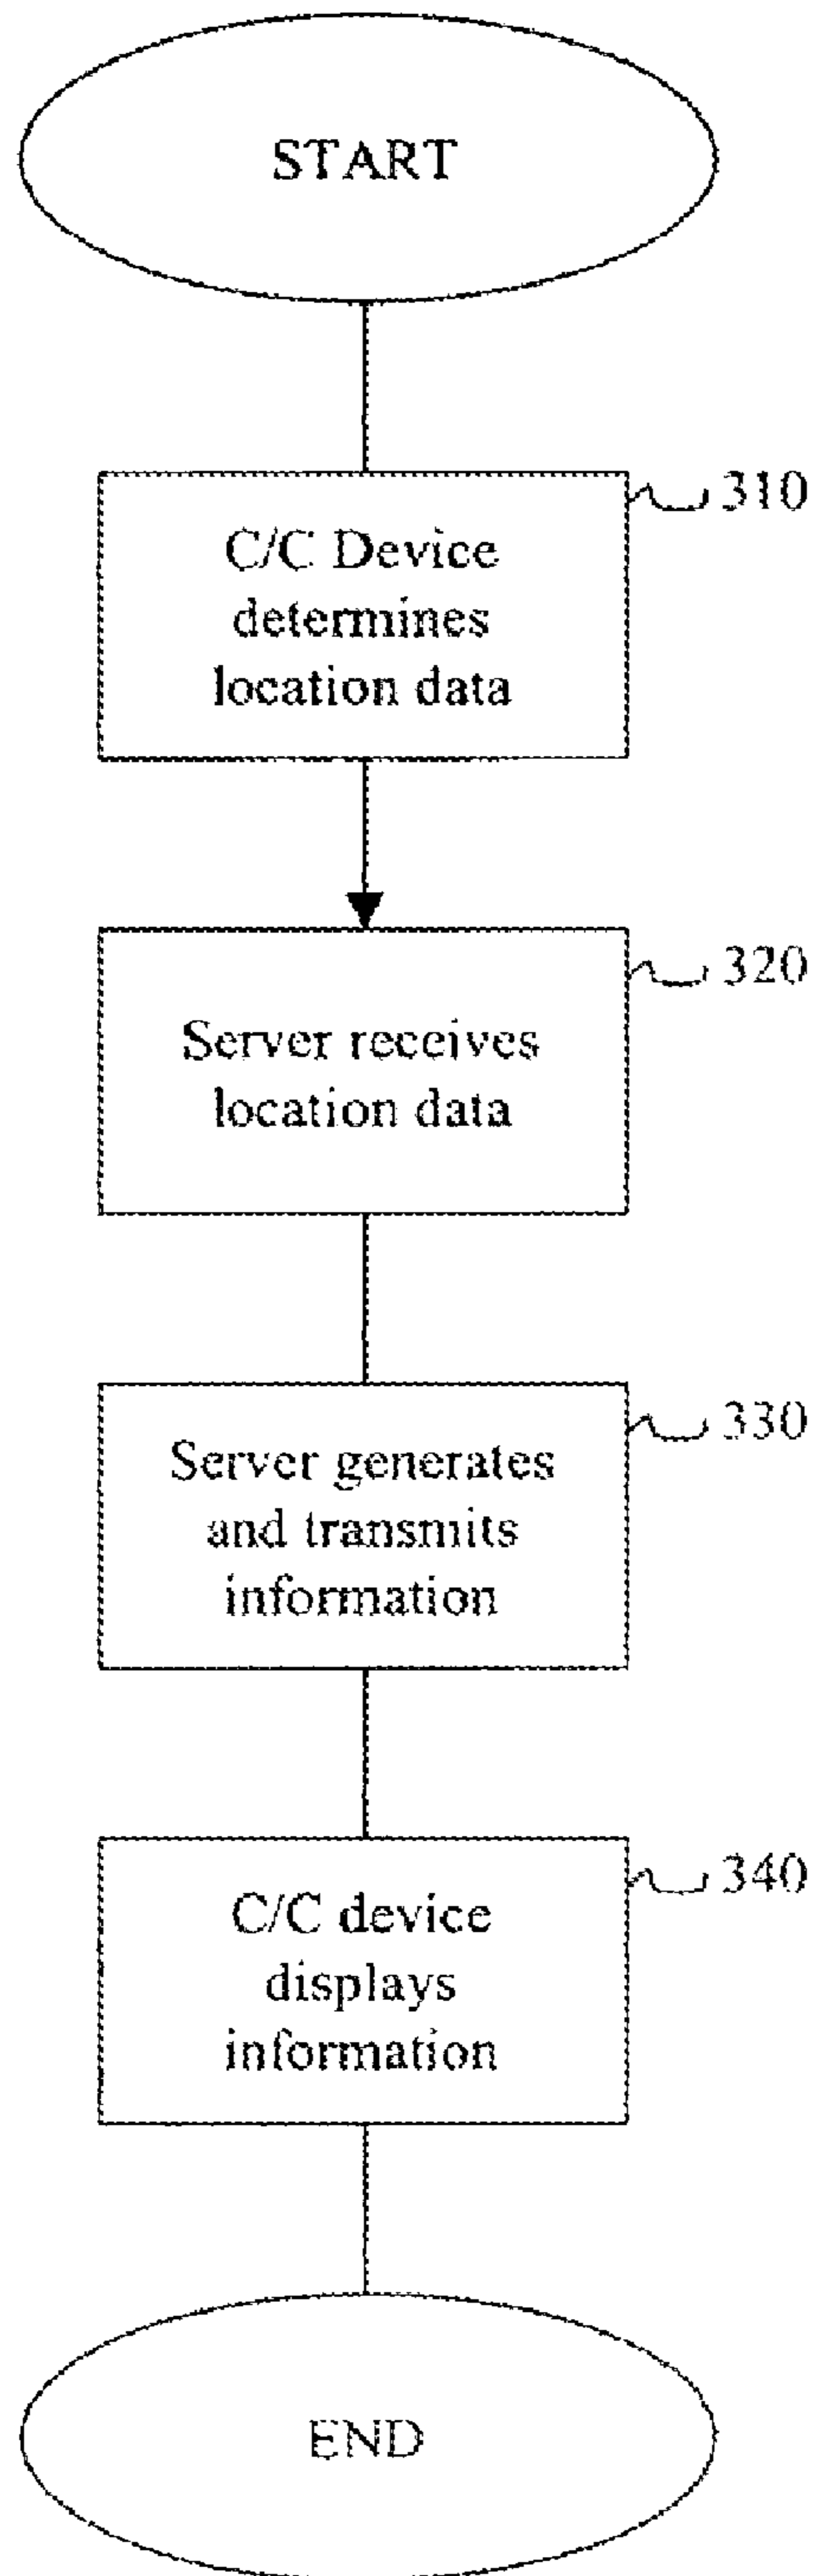 START
310
C/C Device
determines
location data
320
Server receives
location data
330
Server generates
and transmits
information
340
C/C device
displays
information
END